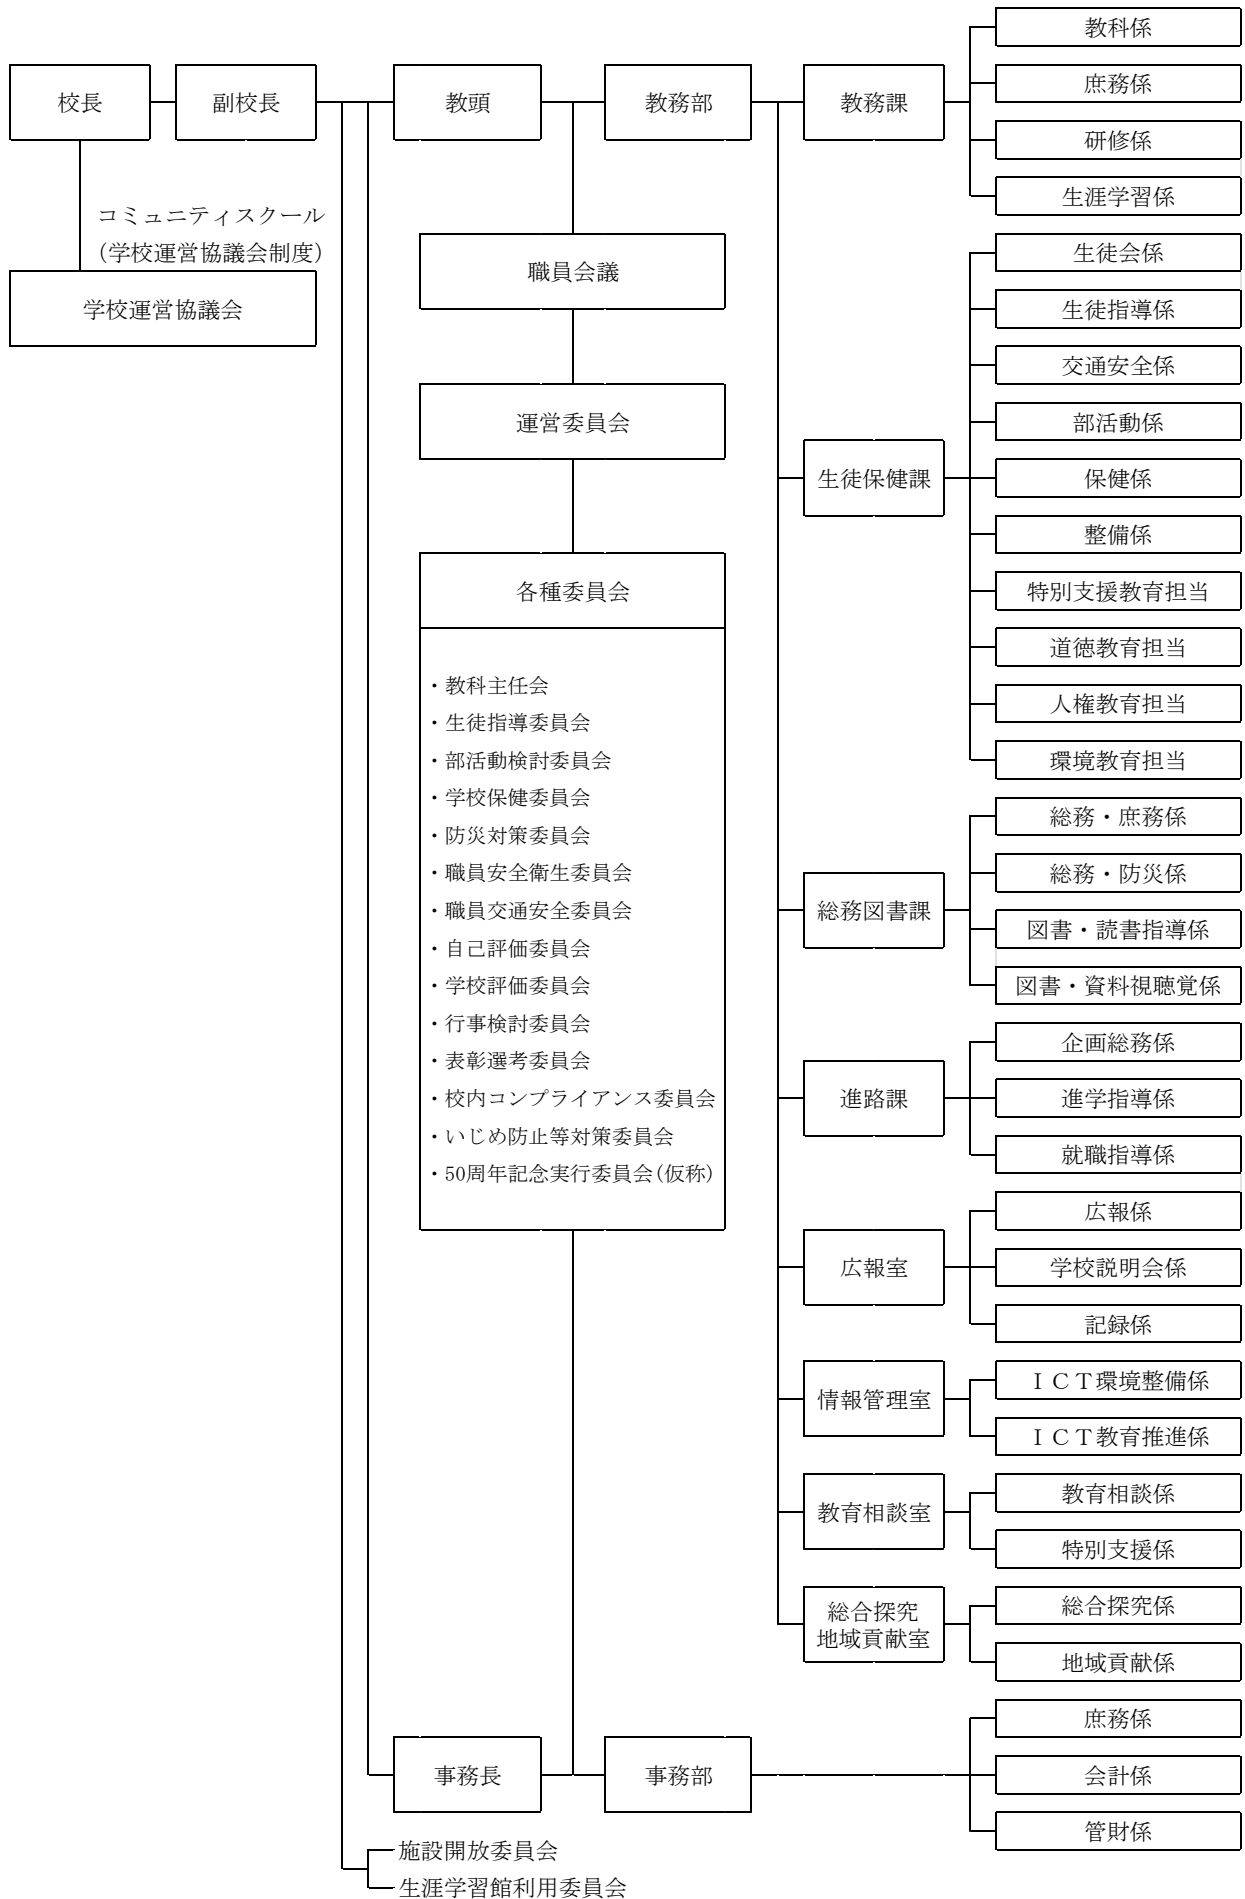 校長
副校長
コミュニティスクール
(学校運営協議会制度)
学校運営協議会
教頭
職員会議
運営委員会
各種委員会
・教科主任会
・生徒指導委員会
・部活動検討委員会
・学校保健委員会
・防災対策委員会
・職員安全衛生委員会
・職員交通安全委員会
・自己評価委員会
・学校評価委員会
・行事検討委員会
・表彰選考委員会
・校内コンプライアンス委員会
・いじめ防止等対策委員会
・50周年記念実行委員会(仮称)
教務部
教務課
教科係
庶務係
研修係
生涯学習係
生徒保健課
生徒会係
生徒指導係
交通安全係
部活動係
保健係
整備係
特別支援教育担当
道徳教育担当
人権教育担当
環境教育担当
総務図書課
総務・庶務係
総務・防災係
図書・読書指導係
図書・資料視聴覚係
進路課
企画総務係
進学指導係
就職指導係
広報室
広報係
学校説明会係
記録係
情報管理室
ＩＣＴ環境整備係
ＩＣＴ教育推進係
教育相談室
教育相談係
特別支援係
総合探究
地域貢献室
総合探究係
地域貢献係
事務長
事務部
庶務係
会計係
管財係
施設開放委員会
生涯学習館利用委員会